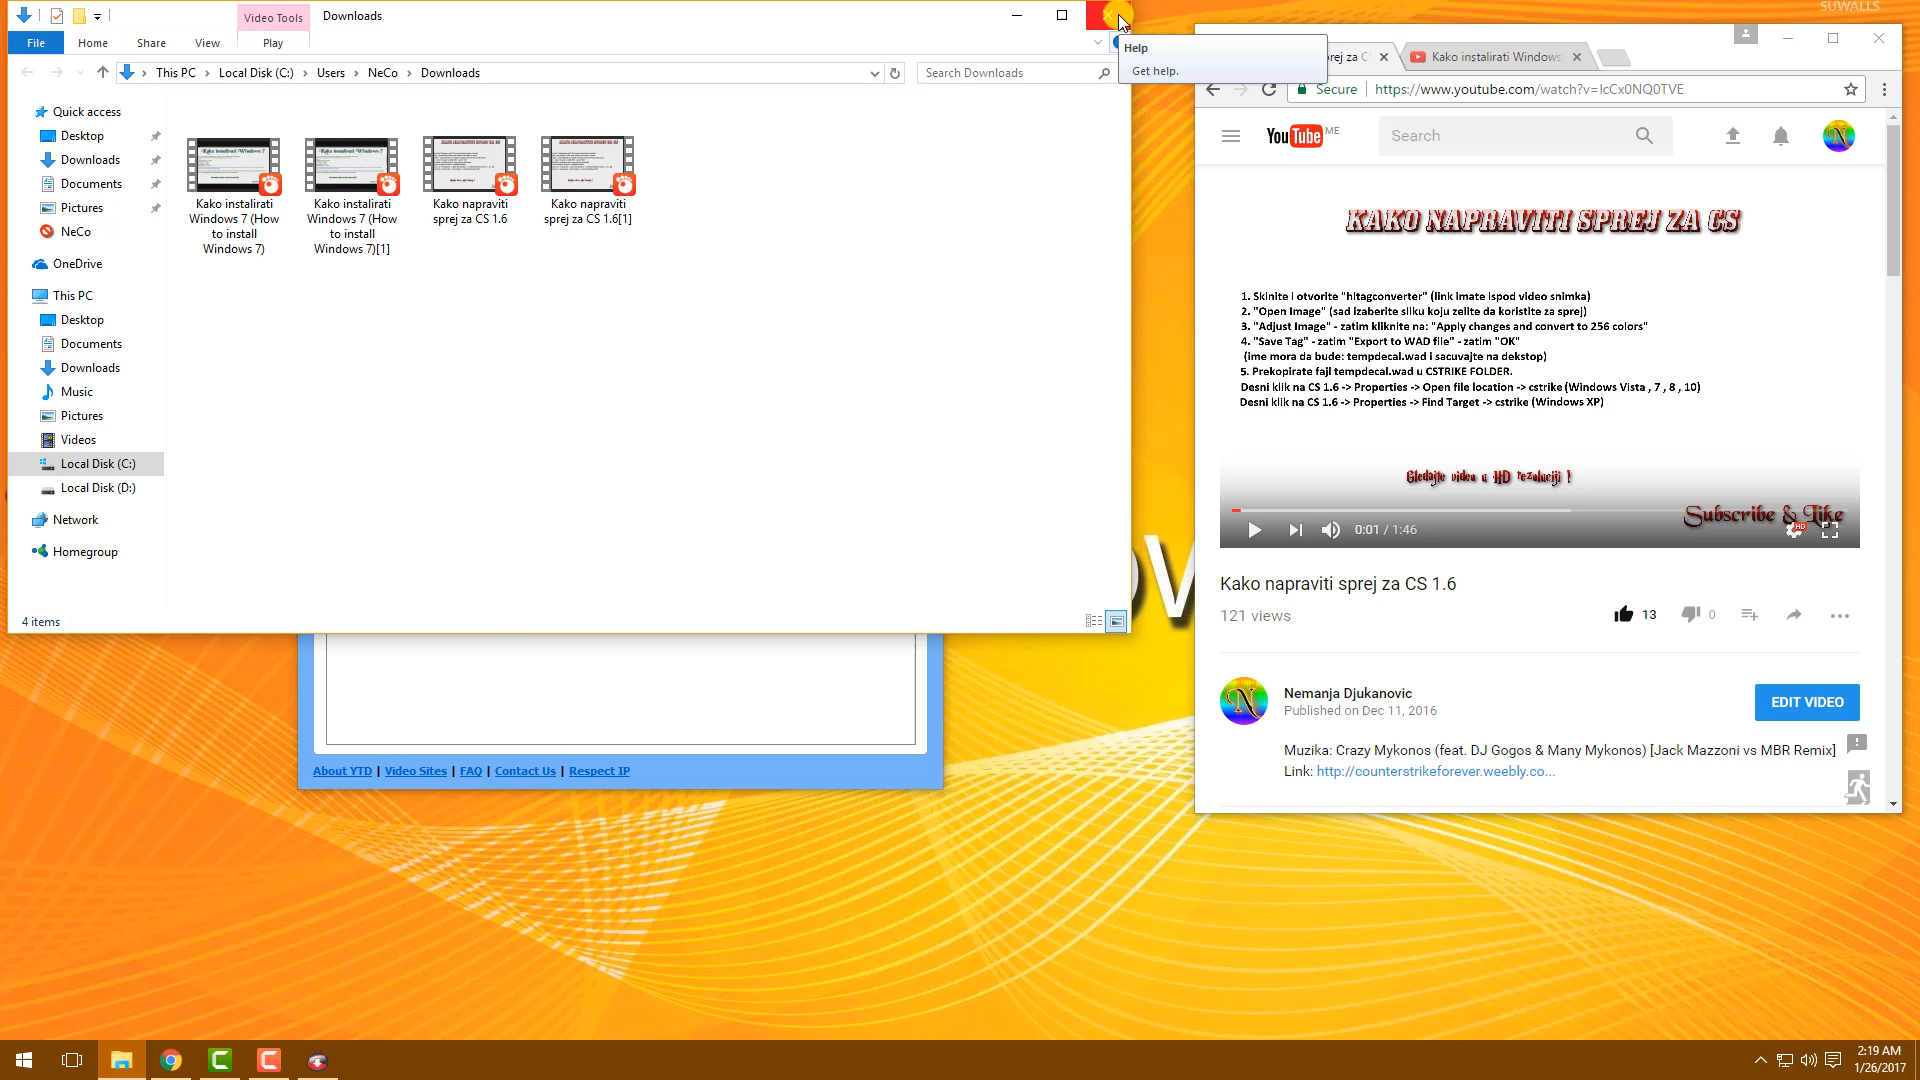 Video Tools
Downloads
File
Home
Share
View
Play
Help
Get help.
This PC
Local Disk (C:)
Users
NeCo
Downloads
Search Downloads
Quick access
Desktop
Downloads
Documents
Pictures
NeCo
OneDrive
This PC
Desktop
Documents
Downloads
Music
Pictures
Videos
Local Disk (C:)
Local Disk (D:)
Network
Homegroup
Kako instalirati
Windows 7 (How
to install
Windows 7)
Kako instalirati
Windows 7 (How
to install
Windows 7)[1]
Kako napraviti
sprej za CS 1.6
Kako napraviti
sprej za CS 1.6[1]
4 items
About YTD | Video Sites | FAQ | Contact Us | Respect IP
SUWALLS
rej za C
Kako instalirati Windows
Secure
https://www.youtube.com/watch?v=lcCx0NQ0TVE
YouTube ME
Search
KAKO NAPRAVITI SPREJ ZA CS
1. Skinite i otvorite "hltagconverter" (link imate ispod video snimka)
2. "Open Image" (sad izaberite sliku koju zelite da koristite za sprej)
3. "Adjust Image" - zatim kliknite na: "Apply changes and convert to 256 colors"
4. "Save Tag" - zatim "Export to WAD file" - zatim "OK"
(ime mora da bude: tempdecal.wad i sacuvajte na dekstop)
5. Prekopirate fajl tempdecal.wad u CSTRIKE FOLDER.
Desni klik na CS 1.6 -> Properties -> Open file location -> cstrike (Windows Vista , 7 , 8 , 10)
Desni klik na CS 1.6 -> Properties -> Find Target -> cstrike (Windows XP)
Gledajte video u HD rezoluciji !
Subscribe & Like
0:01 / 1:46
HD
Kako napraviti sprej za CS 1.6
121 views
13
0
Nemanja Djukanovic
Published on Dec 11, 2016
EDIT VIDEO
Muzika: Crazy Mykonos (feat. DJ Gogos & Many Mykonos) [Jack Mazzoni vs MBR Remix]
Link: http://counterstrikeforever.weebly.co...
2:19 AM
1/26/2017